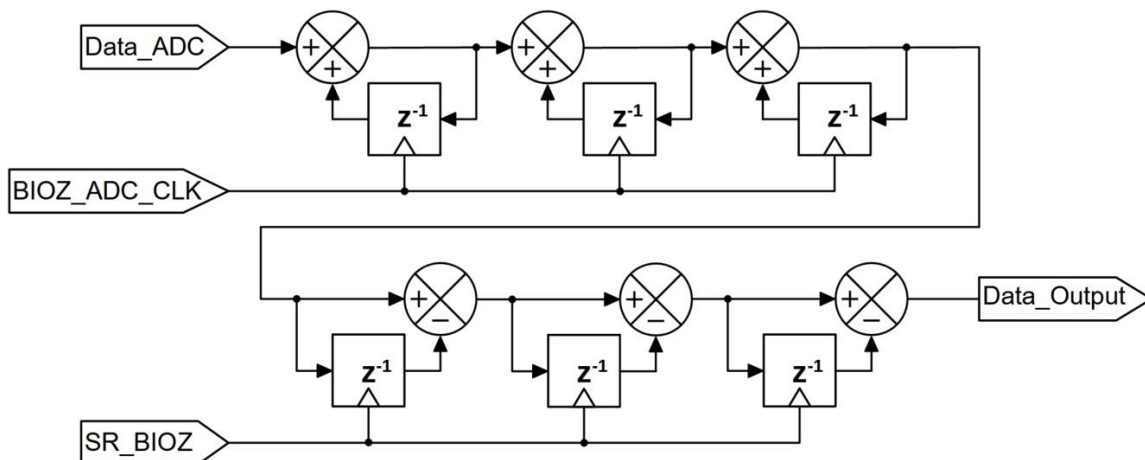 Data_ADC
+
+
+
+
+
+
z-1
z-1
z-1
BIOZ_ADC_CLK
+
−
+
−
+
−
Data_Output
z-1
z-1
z-1
SR_BIOZ